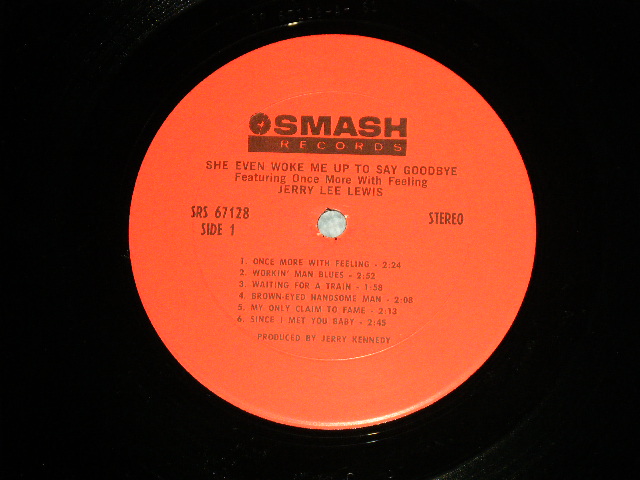 SMASH
RECORDS
SHE EVEN WOKE ME UP TO SAY GOODBYE
Featuring Once More With Feeling
JERRY LEE LEWIS
SRS 67128
SIDE 1
STEREO
1. ONCE MORE WITH FEELING - 2:24
2. WORKIN' MAN BLUES - 2:52
3. WAITING FOR A TRAIN - 1:58
4. BROWN-EYED HANDSOME MAN - 2:08
5. MY ONLY CLAIM TO FAME - 2:13
6. SINCE I MET YOU BABY - 2:45
PRODUCED BY JERRY KENNEDY